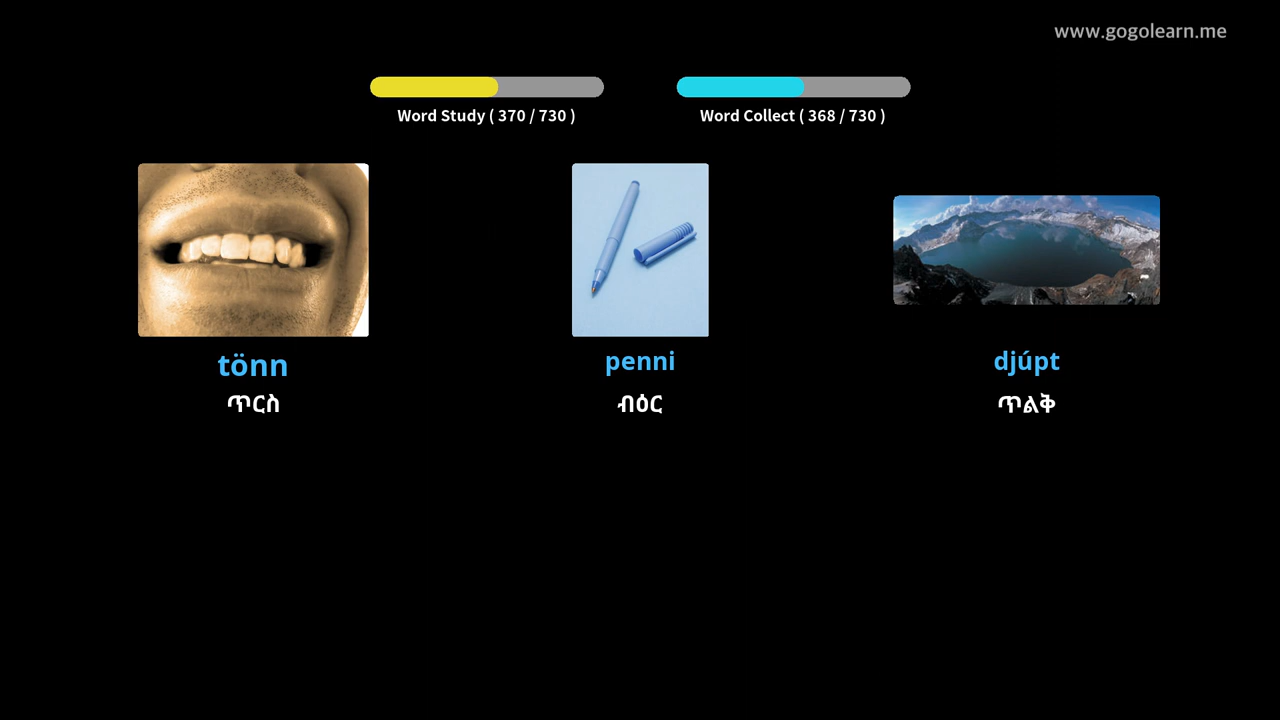 www.gogolearn.me
Word Study ( 370 / 730 )
Word Collect ( 368 / 730 )
tönn
penni
djúpt
ጥርስ
ብዕር
ጥልቅ